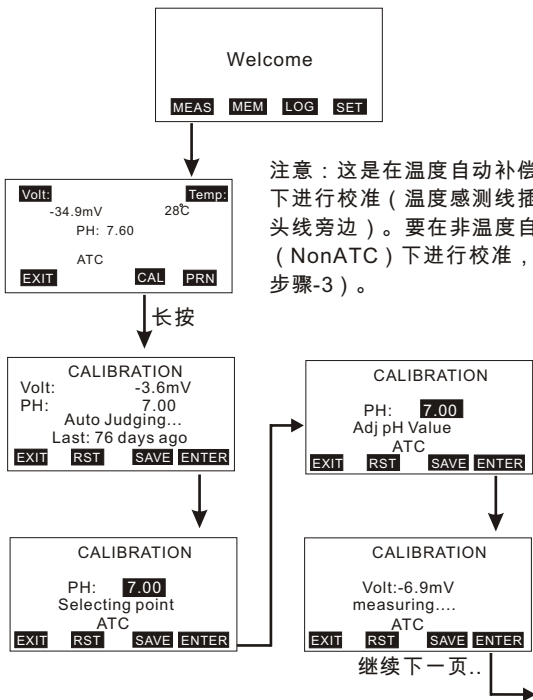 Welcome
MEAS MEM LOG SET
Volt: Temp:
-34.9mV 28℃
PH: 7.60
ATC
EXIT CAL PRN
注意：这是在温度自动补偿
下进行校准（温度感测线插
头线旁边）。要在非温度自
（NonATC）下进行校准，
步骤-3）。
长按
CALIBRATION
Volt: -3.6mV
PH: 7.00
Auto Judging...
Last: 76 days ago
EXIT RST SAVE ENTER
CALIBRATION
PH: 7.00
Selecting point
ATC
EXIT RST SAVE ENTER
CALIBRATION
PH: 7.00
Adj pH Value
ATC
EXIT RST SAVE ENTER
CALIBRATION
Volt:-6.9mV
measuring....
ATC
EXIT RST SAVE ENTER
继续下一页..